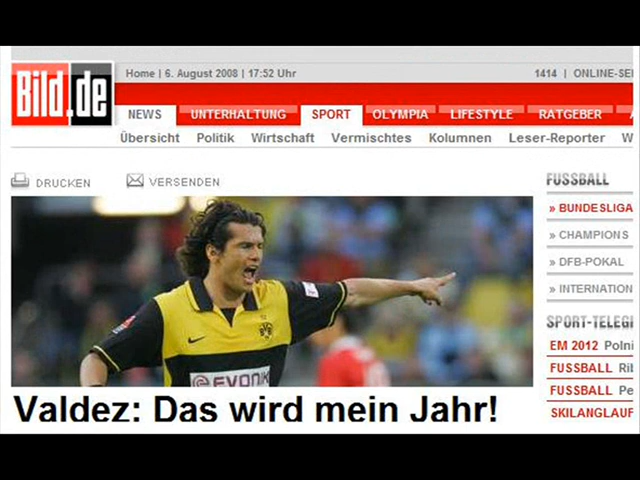 Bild.de
Home | 6. August 2008 | 17:52 Uhr
1414 | ONLINE-SE
NEWS UNTERHALTUNG SPORT OLYMPIA LIFESTYLE RATGEBER
Übersicht Politik Wirtschaft Vermischtes Kolumnen Leser-Reporter W
DRUCKEN VERSENDEN
EVONIK
Valdez: Das wird mein Jahr!
FUSSBALL
» BUNDESLIGA
» CHAMPIONS
» DFB-POKAL
» INTERNATION
SPORT-TELEG
EM 2012 Polni
FUSSBALL Rib
FUSSBALL Pe
SKILANGLAUF